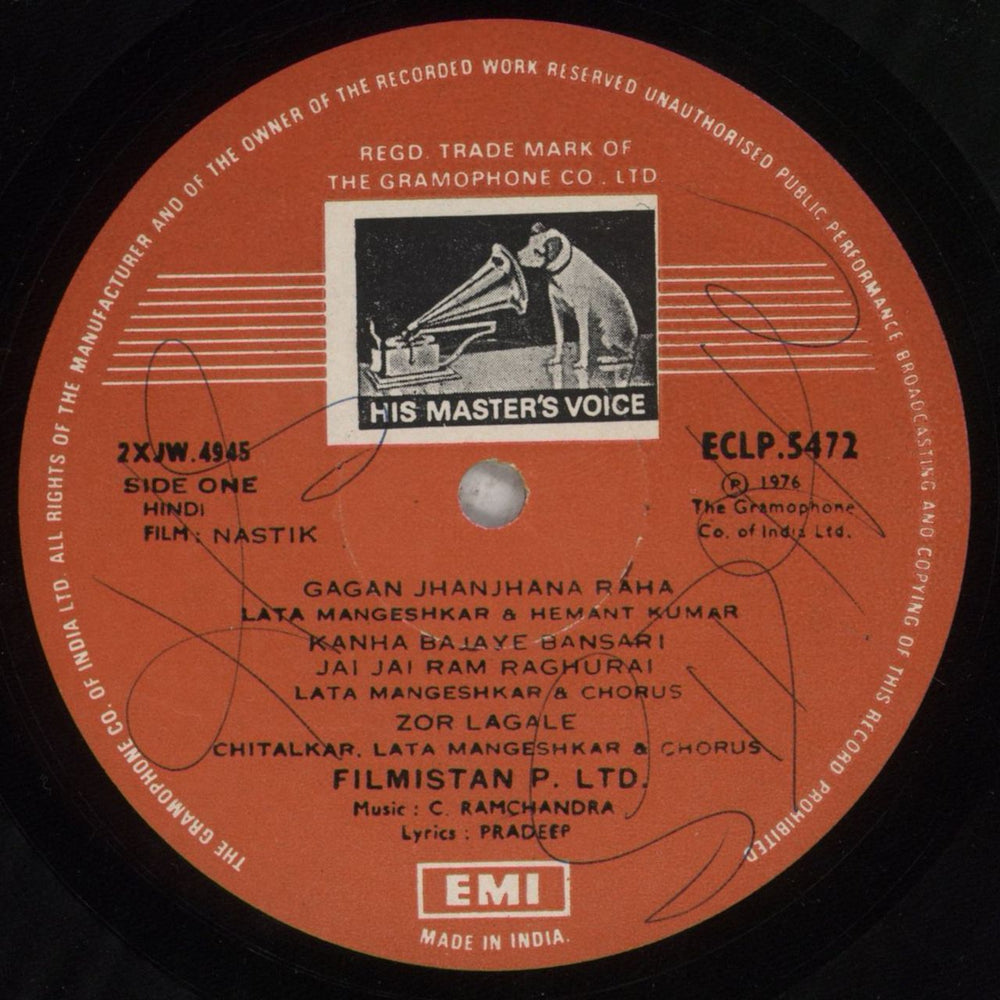 THE GRAMOPHONE CO. OF INDIA LTD. ALL RIGHTS OF THE MANUFACTURER AND OF THE OWNER OF THE RECORDED WORK RESERVED UNAUTHORISED PUBLIC PERFORMANCE BROADCASTING AND COPYING OF THIS RECORD PROHIBITED
REGD. TRADE MARK OF
THE GRAMOPHONE CO. LTD
HIS MASTER'S VOICE
2XJW.4945
SIDE ONE
HINDI
FILM: NASTIK
ECLP.5472
Ⓟ 1976
The Gramophone
Co. of India Ltd.
GAGAN JHANJHANA RAHA
LATA MANGESHKAR & HEMANT KUMAR
KANHA BAJAYE BANSARI
JAI JAI RAM RAGHURAI
LATA MANGESHKAR & CHORUS
ZOR LAGALE
CHITALKAR, LATA MANGESHKAR & CHORUS
FILMISTAN P. LTD.
Music : C. RAMCHANDRA
Lyrics : PRADEEP
EMI
MADE IN INDIA.